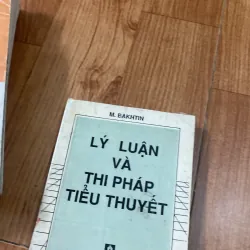 M. BAKHTIN
LÝ LUẬN
VÀ
THI PHÁP
TIỂU THUYẾT